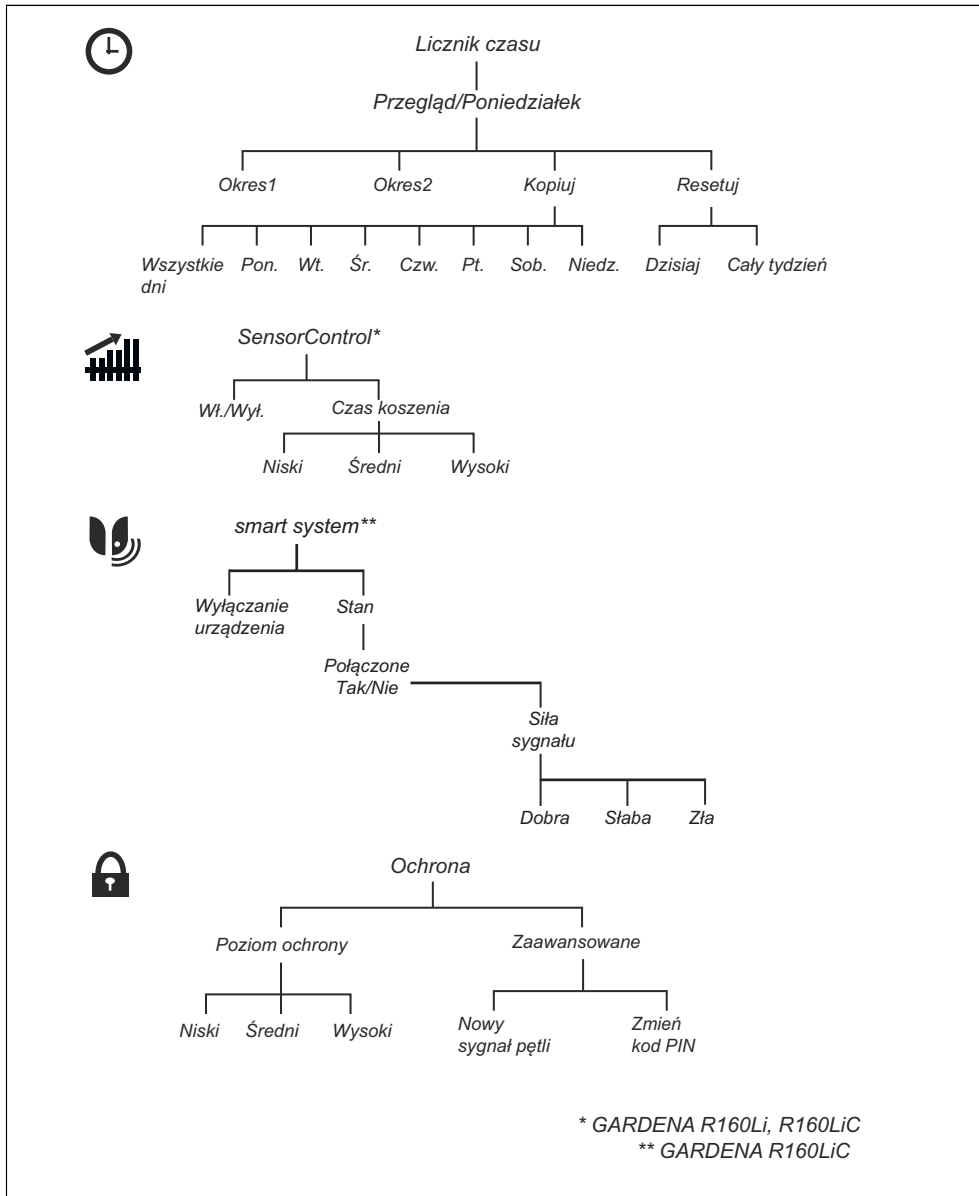 Licznik czasu
Przegląd/Poniedziałek
Okres1 Okres2 Kopiuj Resetuj
Wszystkie dni Pon. Wt. Śr. Czw. Pt. Sob. Niedz. Dzisiaj Cały tydzień
SensorControl*
Wł./Wył. Czas koszenia
Niski Średni Wysoki
smart system**
Wyłączanie urządzenia Stan
Połączone
Tak/Nie
Siła
sygnału
Dobra Słaba Zła
Ochrona
Poziom ochrony Zaawansowane
Niski Średni Wysoki Nowy sygnał pętli Zmień kod PIN
* GARDENA R160Li, R160LiC
** GARDENA R160LiC